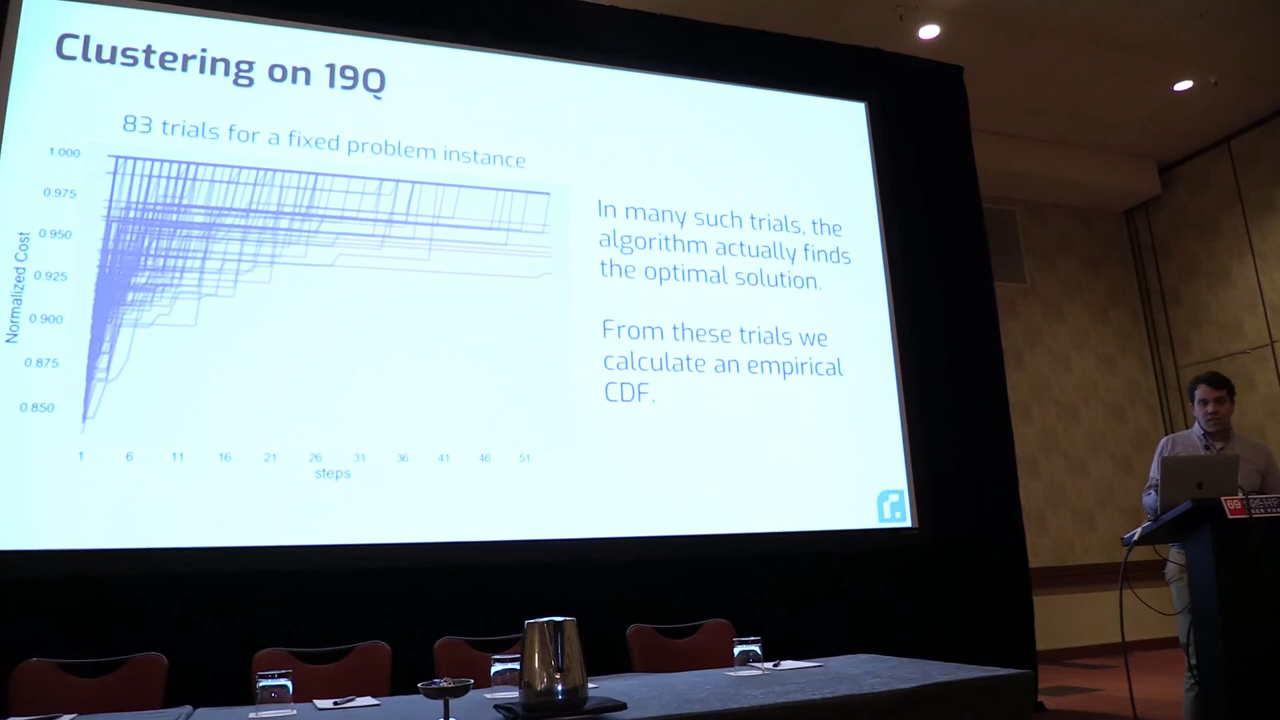 Clustering on 19Q
83 trials for a fixed problem instance
1.000
0.975
0.950
0.925
0.900
0.875
0.850
Normalized Cost
1 6 11 16 21 26 31 36 41 46 51
steps
In many such trials, the
algorithm actually finds
the optimal solution.
From these trials we
calculate an empirical
CDF.
r.
69